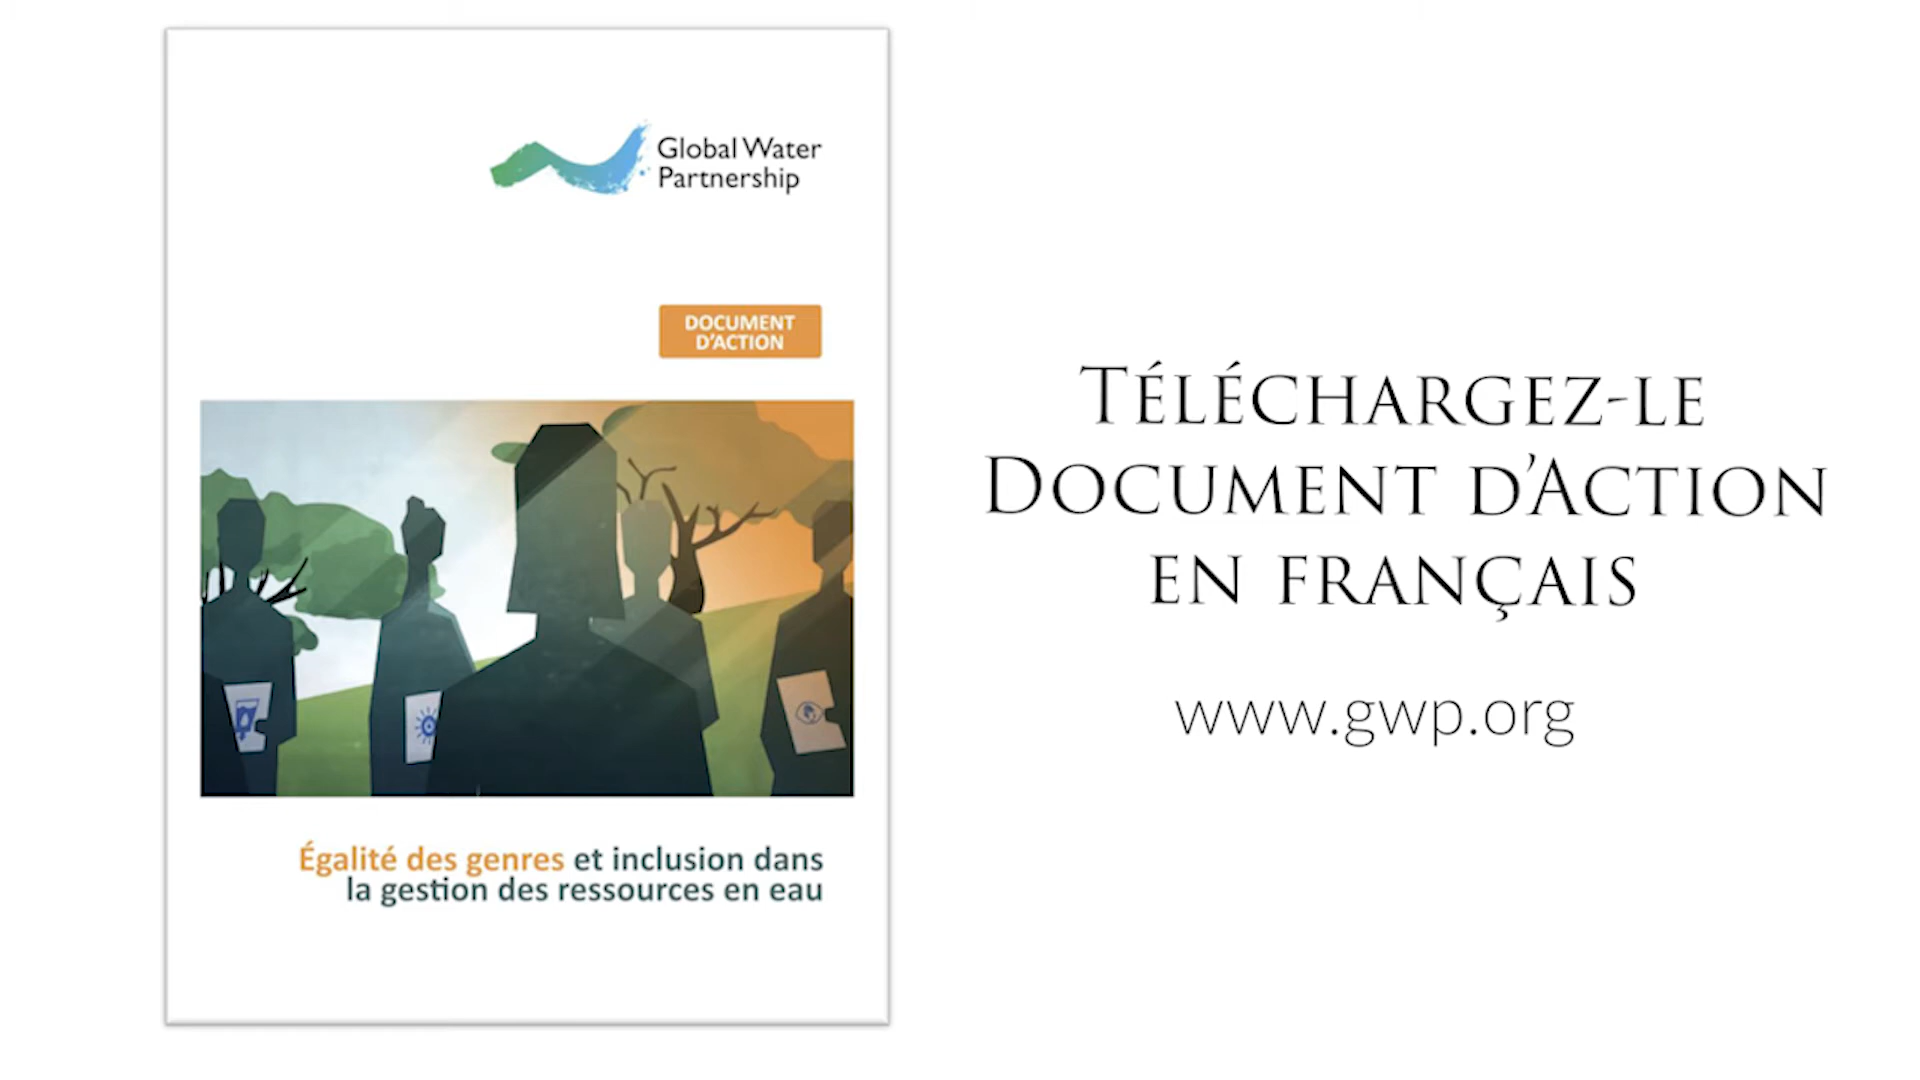 Global Water
Partnership
DOCUMENT
D'ACTION
Égalité des genres et inclusion dans
la gestion des ressources en eau
TÉLÉCHARGEZ-LE
DOCUMENT D'ACTION
EN FRANÇAIS
www.gwp.org